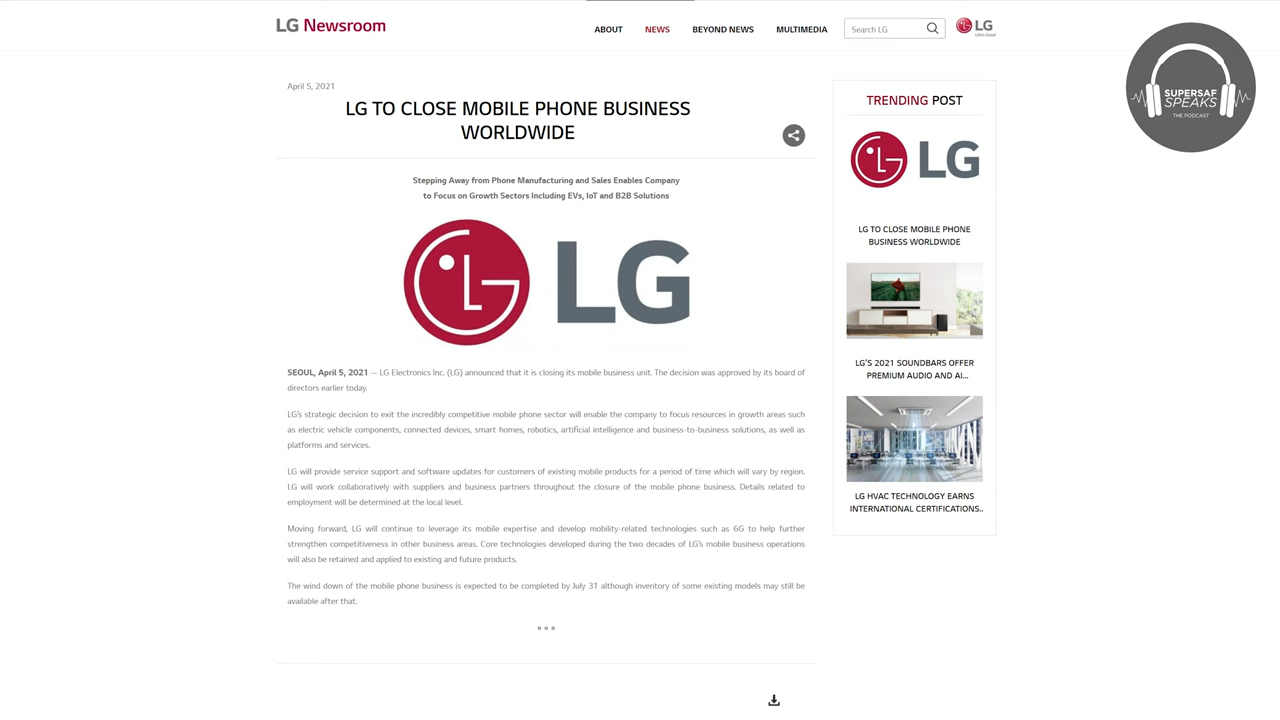 LG Newsroom
ABOUT NEWS BEYOND NEWS MULTIMEDIA Search LG LG
Life's Good
SUPERSAF
SPEAKS
THE PODCAST
April 5, 2021
LG TO CLOSE MOBILE PHONE BUSINESS
WORLDWIDE
Stepping Away from Phone Manufacturing and Sales Enables Company
to Focus on Growth Sectors Including EVs, IoT and B2B Solutions
LG
SEOUL, April 5, 2021 — LG Electronics Inc. (LG) announced that it is closing its mobile business unit. The decision was approved by its board of
directors earlier today.
LG's strategic decision to exit the incredibly competitive mobile phone sector will enable the company to focus resources in growth areas such
as electric vehicle components, connected devices, smart homes, robotics, artificial intelligence and business-to-business solutions, as well as
platforms and services.
LG will provide service support and software updates for customers of existing mobile products for a period of time which will vary by region.
LG will work collaboratively with suppliers and business partners throughout the closure of the mobile phone business. Details related to
employment will be determined at the local level.
Moving forward, LG will continue to leverage its mobile expertise and develop mobility-related technologies such as 6G to help further
strengthen competitiveness in other business areas. Core technologies developed during the two decades of LG's mobile business operations
will also be retained and applied to existing and future products.
The wind down of the mobile phone business is expected to be completed by July 31 although inventory of some existing models may still be
available after that.
TRENDING POST
LG
LG TO CLOSE MOBILE PHONE
BUSINESS WORLDWIDE
LG'S 2021 SOUNDBARS OFFER
PREMIUM AUDIO AND AI...
LG HVAC TECHNOLOGY EARNS
INTERNATIONAL CERTIFICATIONS..